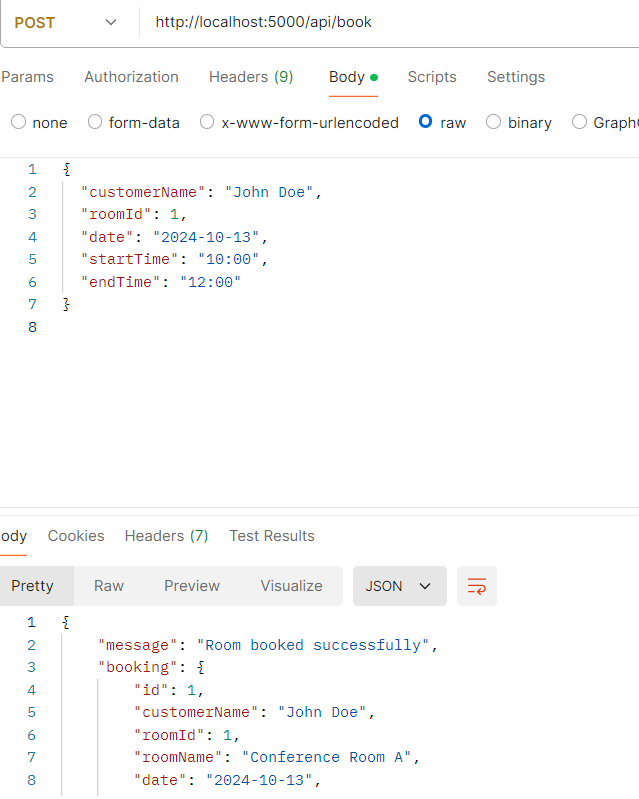 POST http://localhost:5000/api/book
Params Authorization Headers (9) Body Scripts Settings
none form-data x-www-form-urlencoded raw binary Graph
1 {
2 "customerName": "John Doe",
3 "roomId": 1,
4 "date": "2024-10-13",
5 "startTime": "10:00",
6 "endTime": "12:00"
7 }
8
ody Cookies Headers (7) Test Results
Pretty Raw Preview Visualize JSON
1 {
2 "message": "Room booked successfully",
3 "booking": {
4 "id": 1,
5 "customerName": "John Doe",
6 "roomId": 1,
7 "roomName": "Conference Room A",
8 "date": "2024-10-13",